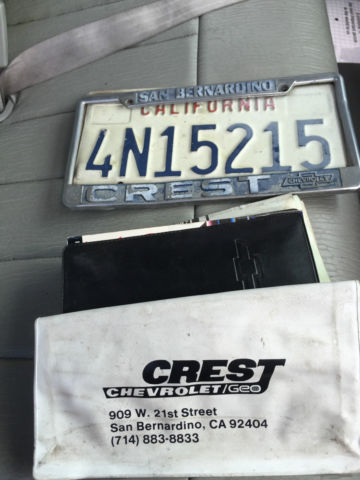 SAN BERNARDINO
CALIFORNIA
4N15215
CREST CHEVROLET
CREST
CHEVROLET/Geo
909 W. 21st Street
San Bernardino, CA 92404
(714) 883-8833